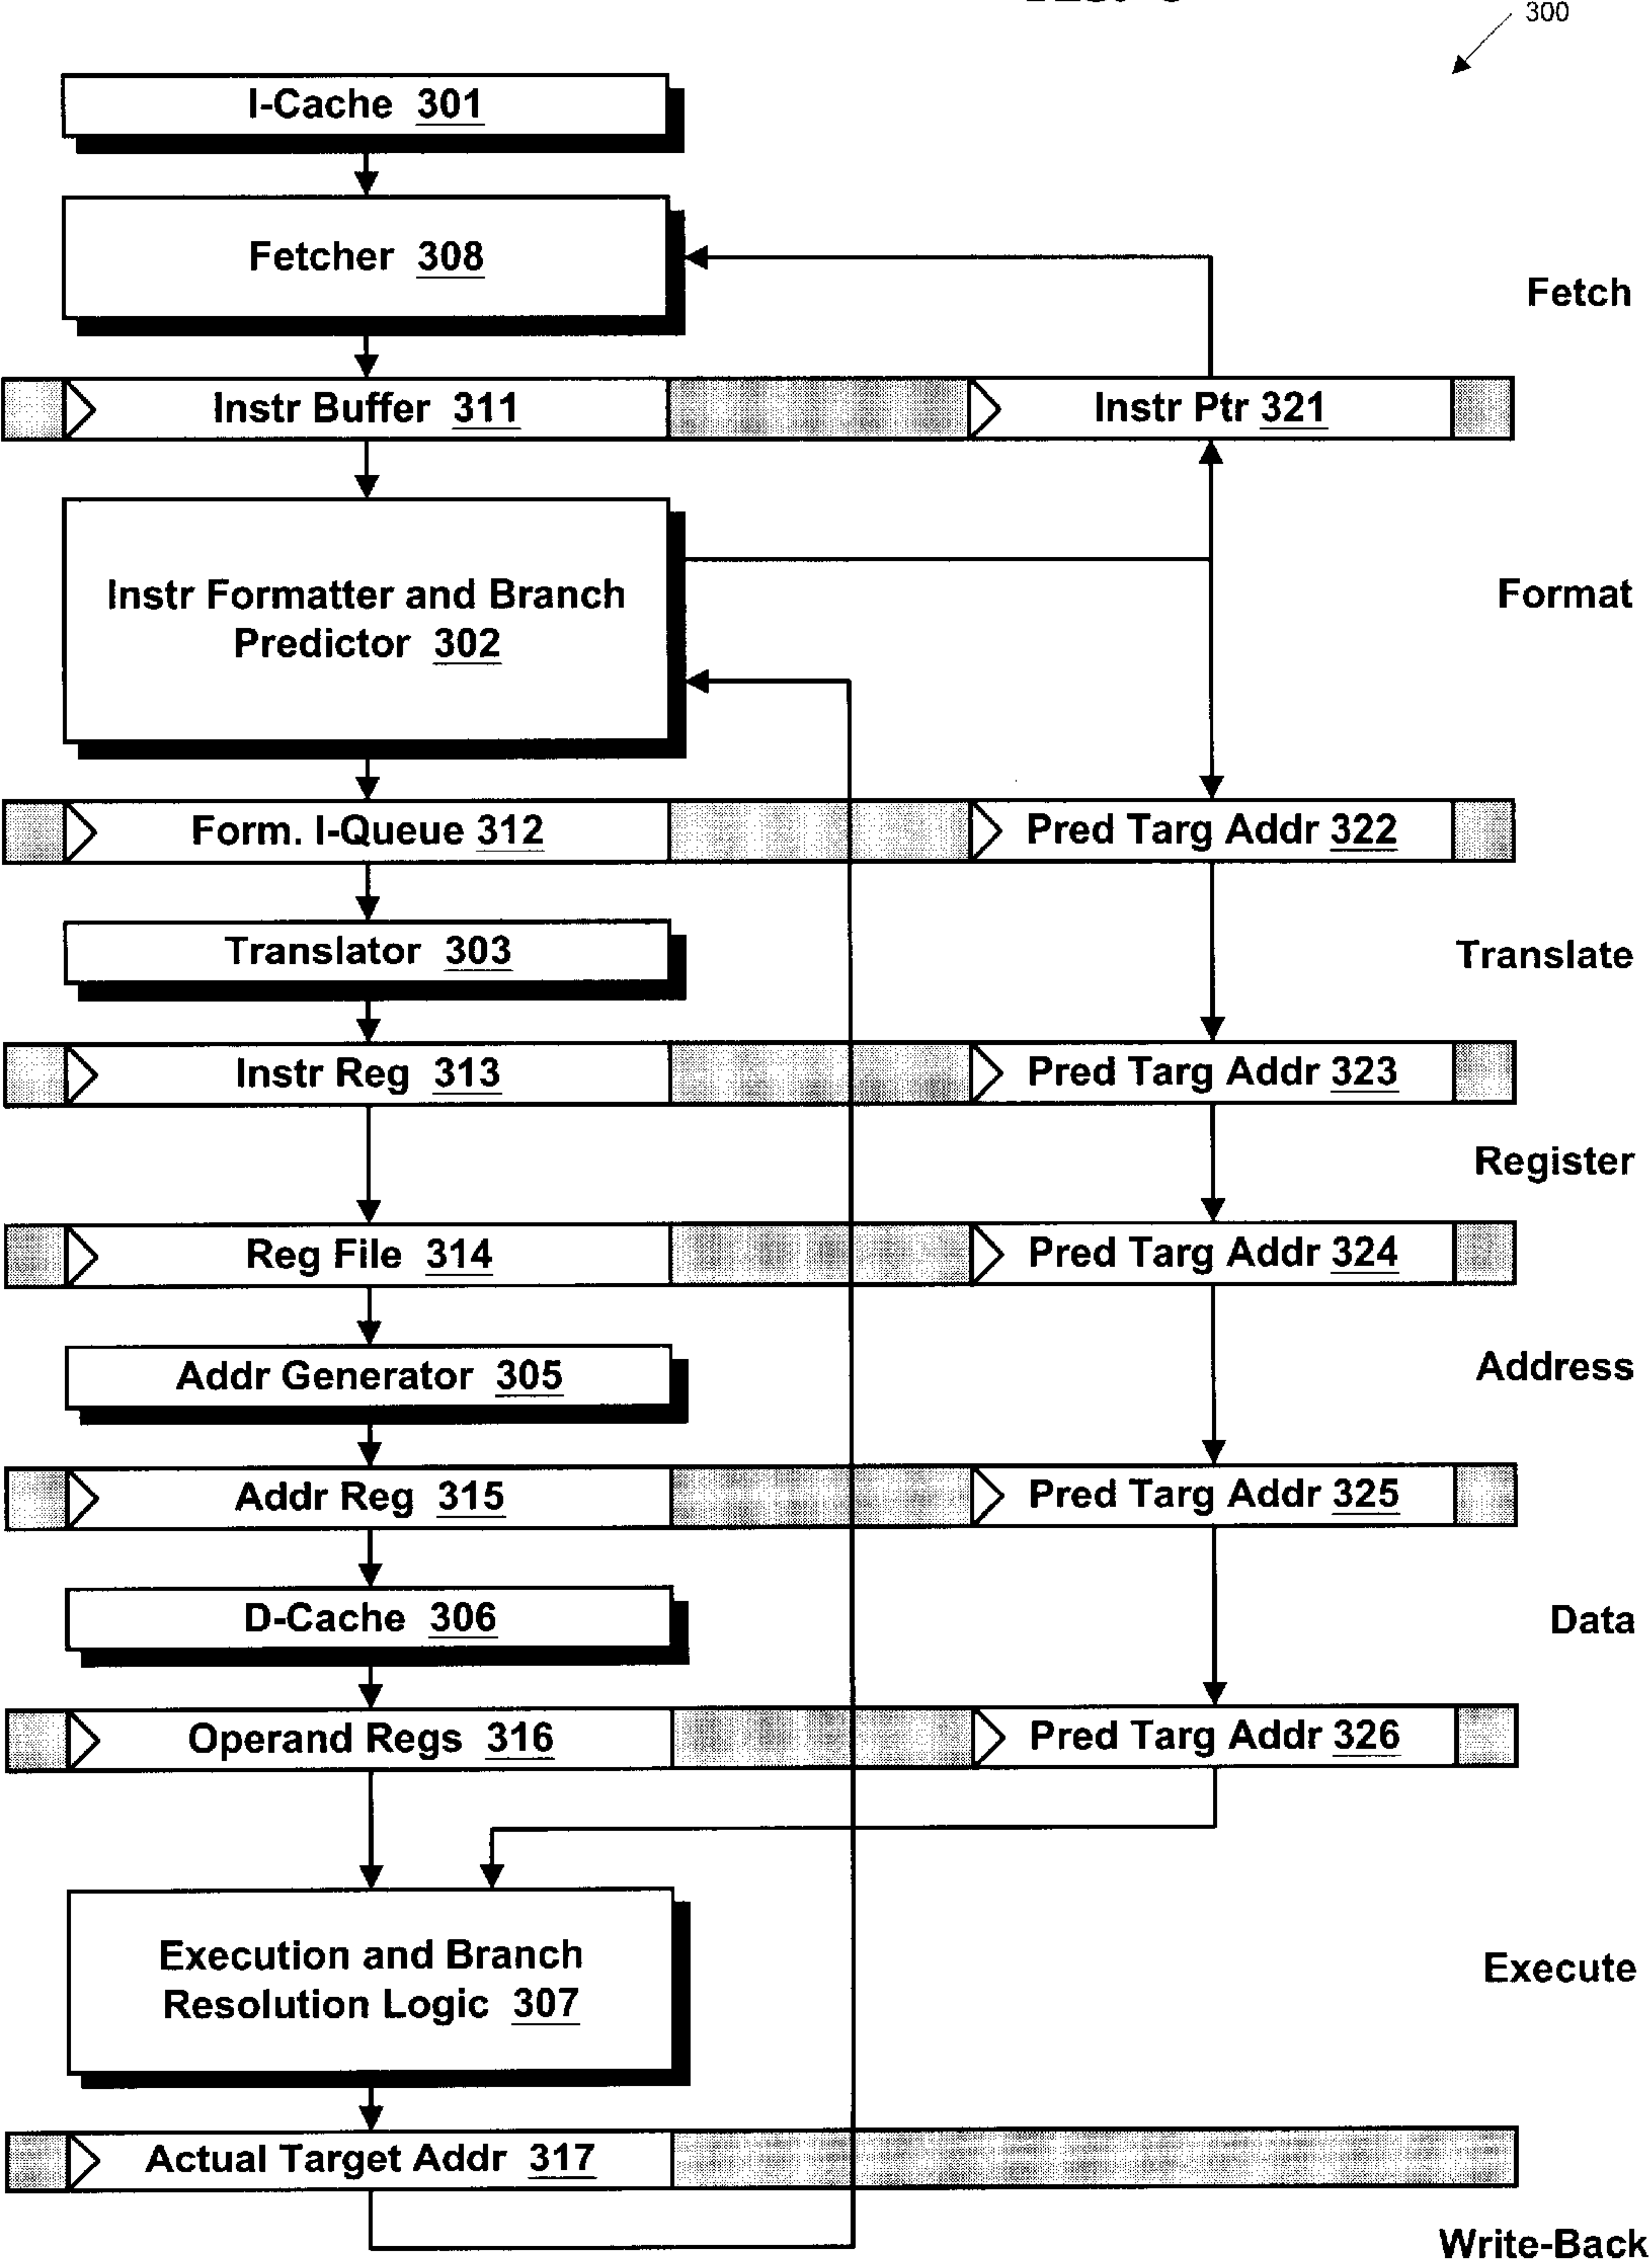 300
I-Cache 301
Fetcher 308
Fetch
Instr Buffer 311
Instr Ptr 321
Instr Formatter and Branch
Predictor 302
Format
Form. I-Queue 312
Pred Targ Addr 322
Translator 303
Translate
Instr Reg 313
Pred Targ Addr 323
Register
Reg File 314
Pred Targ Addr 324
Addr Generator 305
Address
Addr Reg 315
Pred Targ Addr 325
D-Cache 306
Data
Operand Regs 316
Pred Targ Addr 326
Execution and Branch
Resolution Logic 307
Execute
Actual Target Addr 317
Write-Back